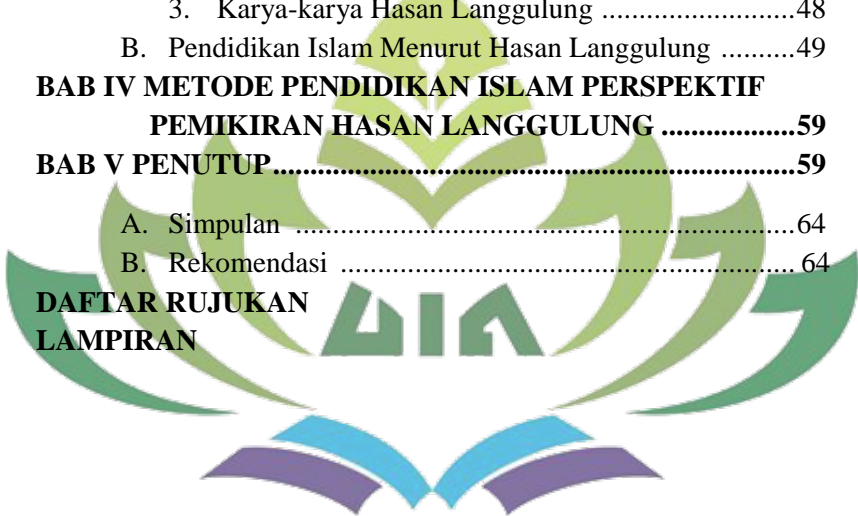 3. Karya-karya Hasan Langgulung ........................48
B. Pendidikan Islam Menurut Hasan Langgulung ..........49
BAB IV METODE PENDIDIKAN ISLAM PERSPEKTIF
PEMIKIRAN HASAN LANGGULUNG ..................59
BAB V PENUTUP......................................................................59
A. Simpulan ...................................................................64
B. Rekomendasi ............................................................. 64
DAFTAR RUJUKAN
LAMPIRAN
UIN